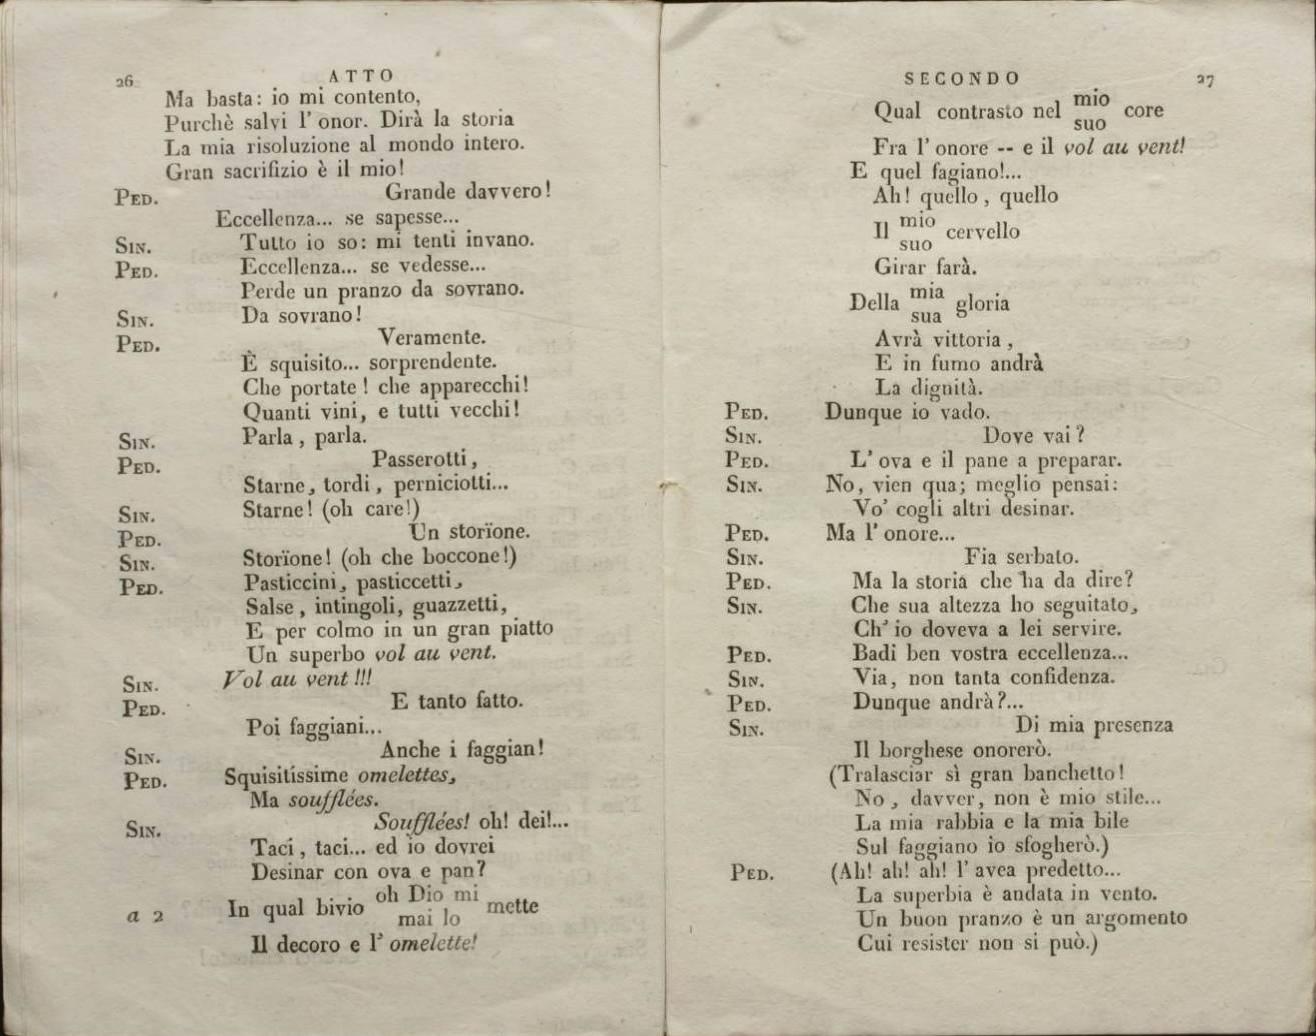 26 ATTO
Ma basta: io mi contento,
Purchè salvi l' onor. Dirà la storia
La mia risoluzione al mondo intero.
Gran sacrifizio è il mio!
PED. Grande davvero!
Eccellenza... se sapesse...
SIN. Tutto io so: mi tenti invano.
PED. Eccellenza... se vedesse...
Perde un pranzo da sovrano.
SIN. Da sovrano!
PED. Veramente.
È squisito... sorprendente.
Che portate! che apparecchi!
Quanti vini, e tutti vecchi!
SIN. Parla, parla.
PED. Passerotti,
Starne, tordi, perniciotti...
SIN. Starne! (oh care!)
PED. Un storïone.
SIN. Storïone! (oh che boccone!)
PED. Pasticcini, pasticcetti,
Salse, intingoli, guazzetti,
E per colmo in un gran piatto
Un superbo vol au vent.
SIN. Vol au vent!!!
PED. E tanto fatto.
Poi faggiani...
SIN. Anche i faggian!
PED. Squisitíssime omelettes,
Ma soufflées.
SIN. Soufflées! oh! dei!...
Taci, taci... ed io dovrei
Desinar con ova e pan?
a 2 In qual bivio oh Dio mi mette
mai lo
Il decoro e l' omelette!
SECONDO 27
Qual contrasto nel mio core
suo
Fra l' onore -- e il vol au vent!
E quel fagiano!...
Ah! quello, quello
Il mio cervello
suo
Girar farà.
Della mia gloria
sua
Avrà vittoria,
E in fumo andrà
La dignità.
PED. Dunque io vado.
SIN. Dove vai?
PED. L' ova e il pane a preparar.
SIN. No, vien qua; meglio pensai:
Vo' cogli altri desinar.
PED. Ma l' onore...
SIN. Fia serbato.
PED. Ma la storia che ha da dire?
SIN. Che sua altezza ho seguitato,
Ch' io doveva a lei servire.
PED. Badi ben vostra eccellenza...
SIN. Via, non tanta confidenza.
PED. Dunque andrà?...
SIN. Di mia presenza
Il borghese onorerò.
(Tralasciar sì gran banchetto!
No, davver, non è mio stile...
La mia rabbia e la mia bile
Sul faggiano io sfogherò.)
PED. (Ah! ah! ah! l' avea predetto...
La superbia è andata in vento.
Un buon pranzo è un argomento
Cui resister non si può.)